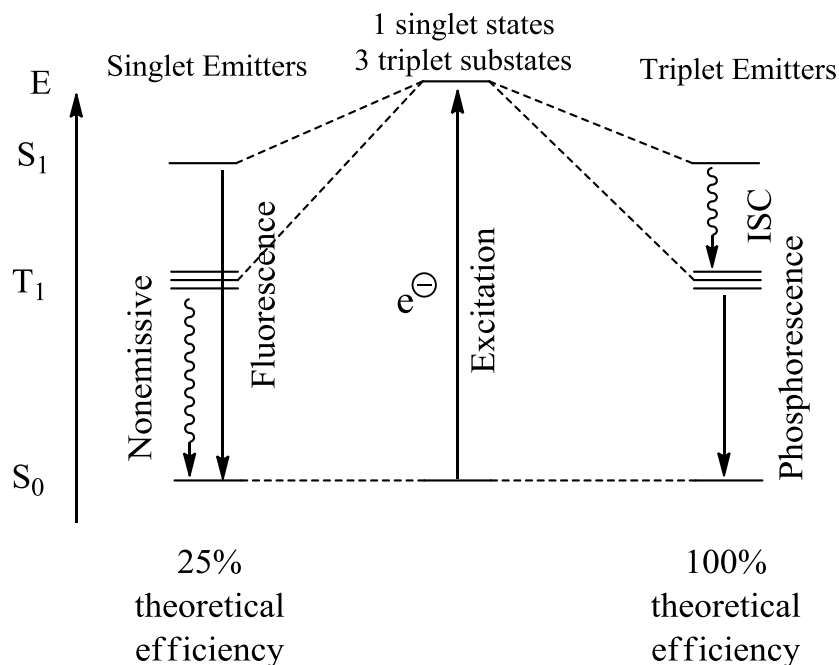 1 singlet states
3 triplet substates
Singlet Emitters
Triplet Emitters
E
S₁
T₁
S₀
Nonemissive
Fluorescence
e⊖
Excitation
ISC
Phosphorescence
25%
theoretical
efficiency
100%
theoretical
efficiency